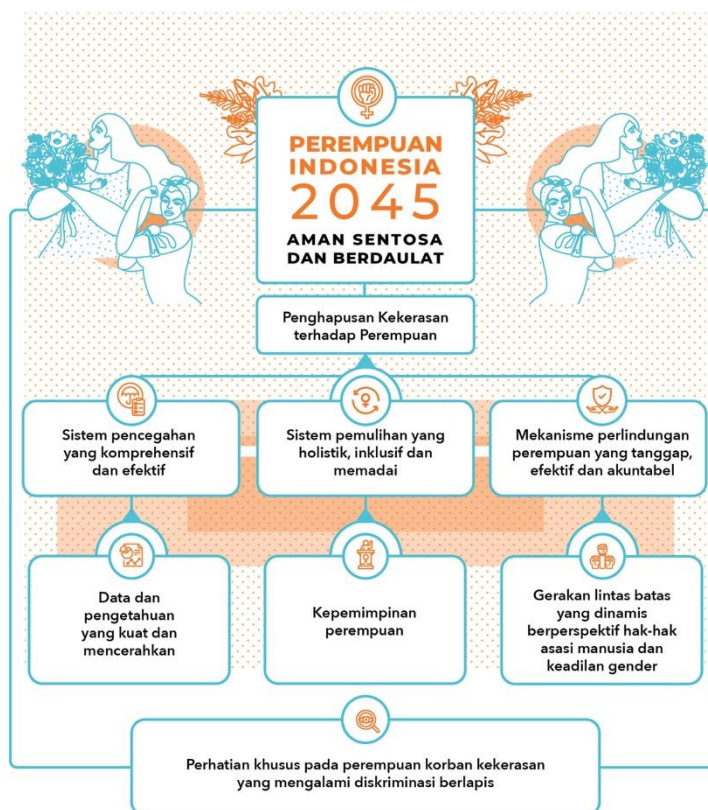 PEREMPUAN
INDONESIA
2045
AMAN SENTOSA
DAN BERDAULAT
Penghapusan Kekerasan
terhadap Perempuan
Sistem pencegahan
yang komprehensif
dan efektif
Sistem pemulihan yang
holistik, inklusif dan
memadai
Mekanisme perlindungan
perempuan yang tanggap,
efektif dan akuntabel
Data dan
pengetahuan
yang kuat dan
mencerahkan
Kepemimpinan
perempuan
Gerakan lintas batas
yang dinamis
berperspektif hak-hak
asasi manusia dan
keadilan gender
Perhatian khusus pada perempuan korban kekerasan
yang mengalami diskriminasi berlapis